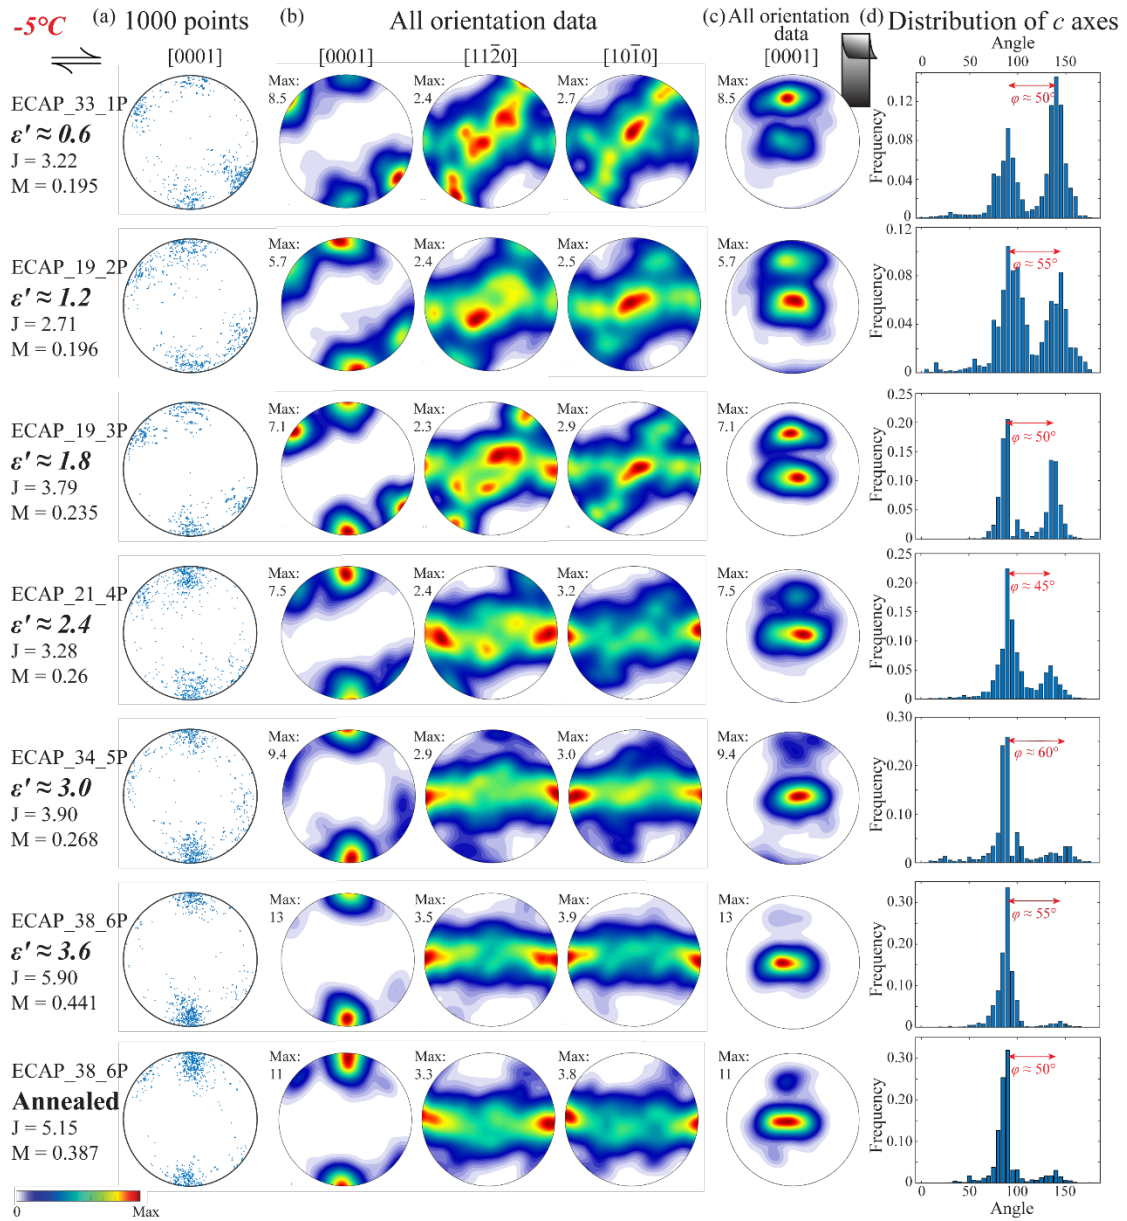 -5°C
(a) 1000 points
(b) All orientation data
(c) All orientation data
(d) Distribution of c axes
[0001]
[0001] [112̄0] [101̄0]
[0001]
Angle
0 50 100 150
ECAP_33_1P
ε' ≈ 0.6
J = 3.22
M = 0.195
Max: 8.5
Max: 2.4
Max: 2.7
Max: 8.5
Frequency
0.12
0.08
0.04
0
φ ≈ 50°
ECAP_19_2P
ε' ≈ 1.2
J = 2.71
M = 0.196
Max: 5.7
Max: 2.4
Max: 2.5
Max: 5.7
Frequency
0.12
0.08
0.04
0
φ ≈ 55°
ECAP_19_3P
ε' ≈ 1.8
J = 3.79
M = 0.235
Max: 7.1
Max: 2.3
Max: 2.9
Max: 7.1
Frequency
0.25
0.20
0.15
0.10
0.05
0
φ ≈ 50°
ECAP_21_4P
ε' ≈ 2.4
J = 3.28
M = 0.26
Max: 7.5
Max: 2.4
Max: 3.2
Max: 7.5
Frequency
0.25
0.20
0.15
0.10
0.05
0
φ ≈ 45°
ECAP_34_5P
ε' ≈ 3.0
J = 3.90
M = 0.268
Max: 9.4
Max: 2.9
Max: 3.0
Max: 9.4
Frequency
0.30
0.20
0.10
0
φ ≈ 60°
ECAP_38_6P
ε' ≈ 3.6
J = 5.90
M = 0.441
Max: 13
Max: 3.5
Max: 3.9
Max: 13
Frequency
0.30
0.20
0.10
0
φ ≈ 55°
ECAP_38_6P
Annealed
J = 5.15
M = 0.387
Max: 11
Max: 3.3
Max: 3.8
Max: 11
Frequency
0.30
0.20
0.10
0
φ ≈ 50°
0 50 100 150
Angle
0 Max